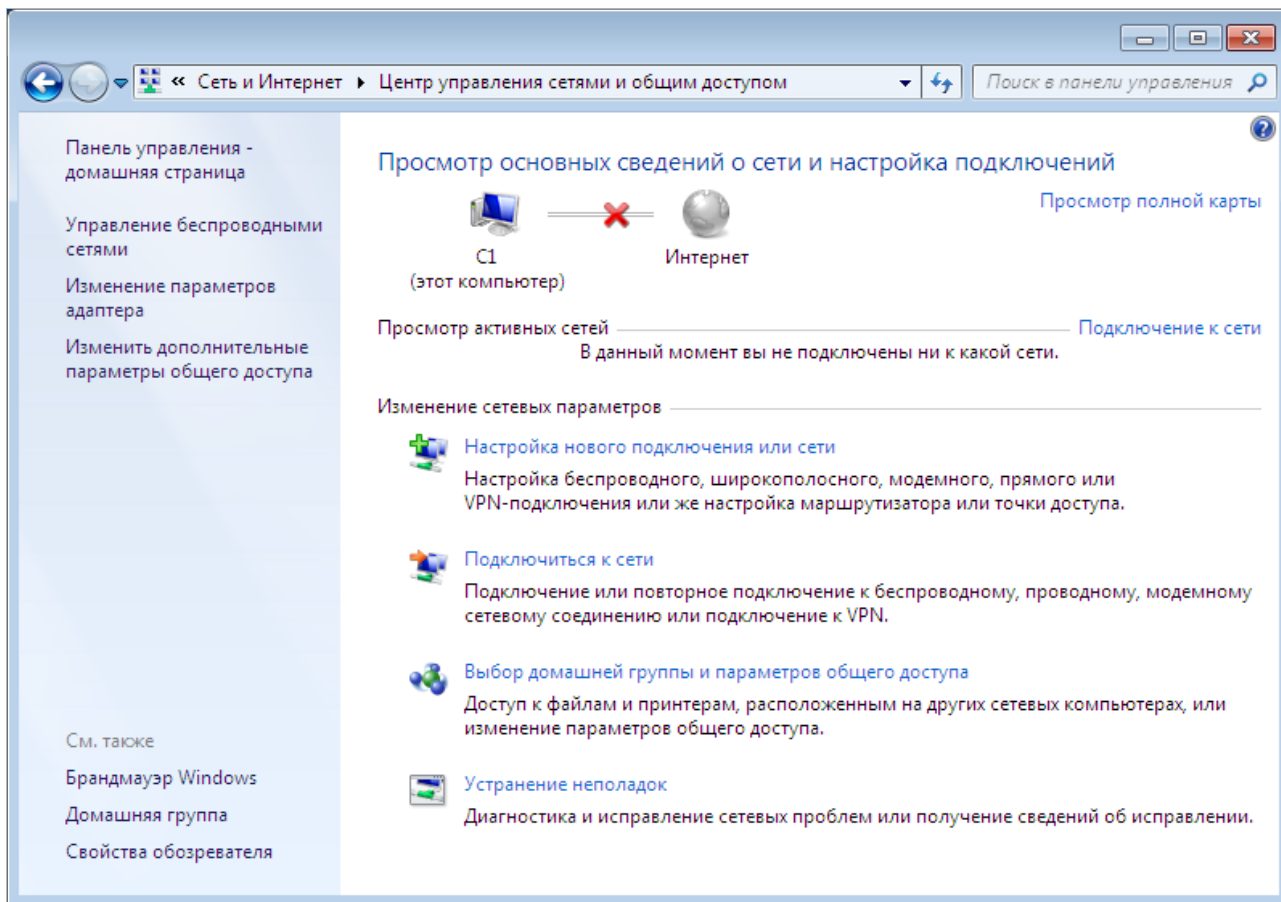 « Сеть и Интернет ▸ Центр управления сетями и общим доступом
Поиск в панели управления
Панель управления -
домашняя страница
Управление беспроводными
сетями
Изменение параметров
адаптера
Изменить дополнительные
параметры общего доступа
См. также
Брандмауэр Windows
Домашняя группа
Свойства обозревателя
Просмотр основных сведений о сети и настройка подключений
Просмотр полной карты
C1
(этот компьютер)
Интернет
Просмотр активных сетей
Подключение к сети
В данный момент вы не подключены ни к какой сети.
Изменение сетевых параметров
Настройка нового подключения или сети
Настройка беспроводного, широкополосного, модемного, прямого или
VPN-подключения или же настройка маршрутизатора или точки доступа.
Подключиться к сети
Подключение или повторное подключение к беспроводному, проводному, модемному
сетевому соединению или подключение к VPN.
Выбор домашней группы и параметров общего доступа
Доступ к файлам и принтерам, расположенным на других сетевых компьютерах, или
изменение параметров общего доступа.
Устранение неполадок
Диагностика и исправление сетевых проблем или получение сведений об исправлении.